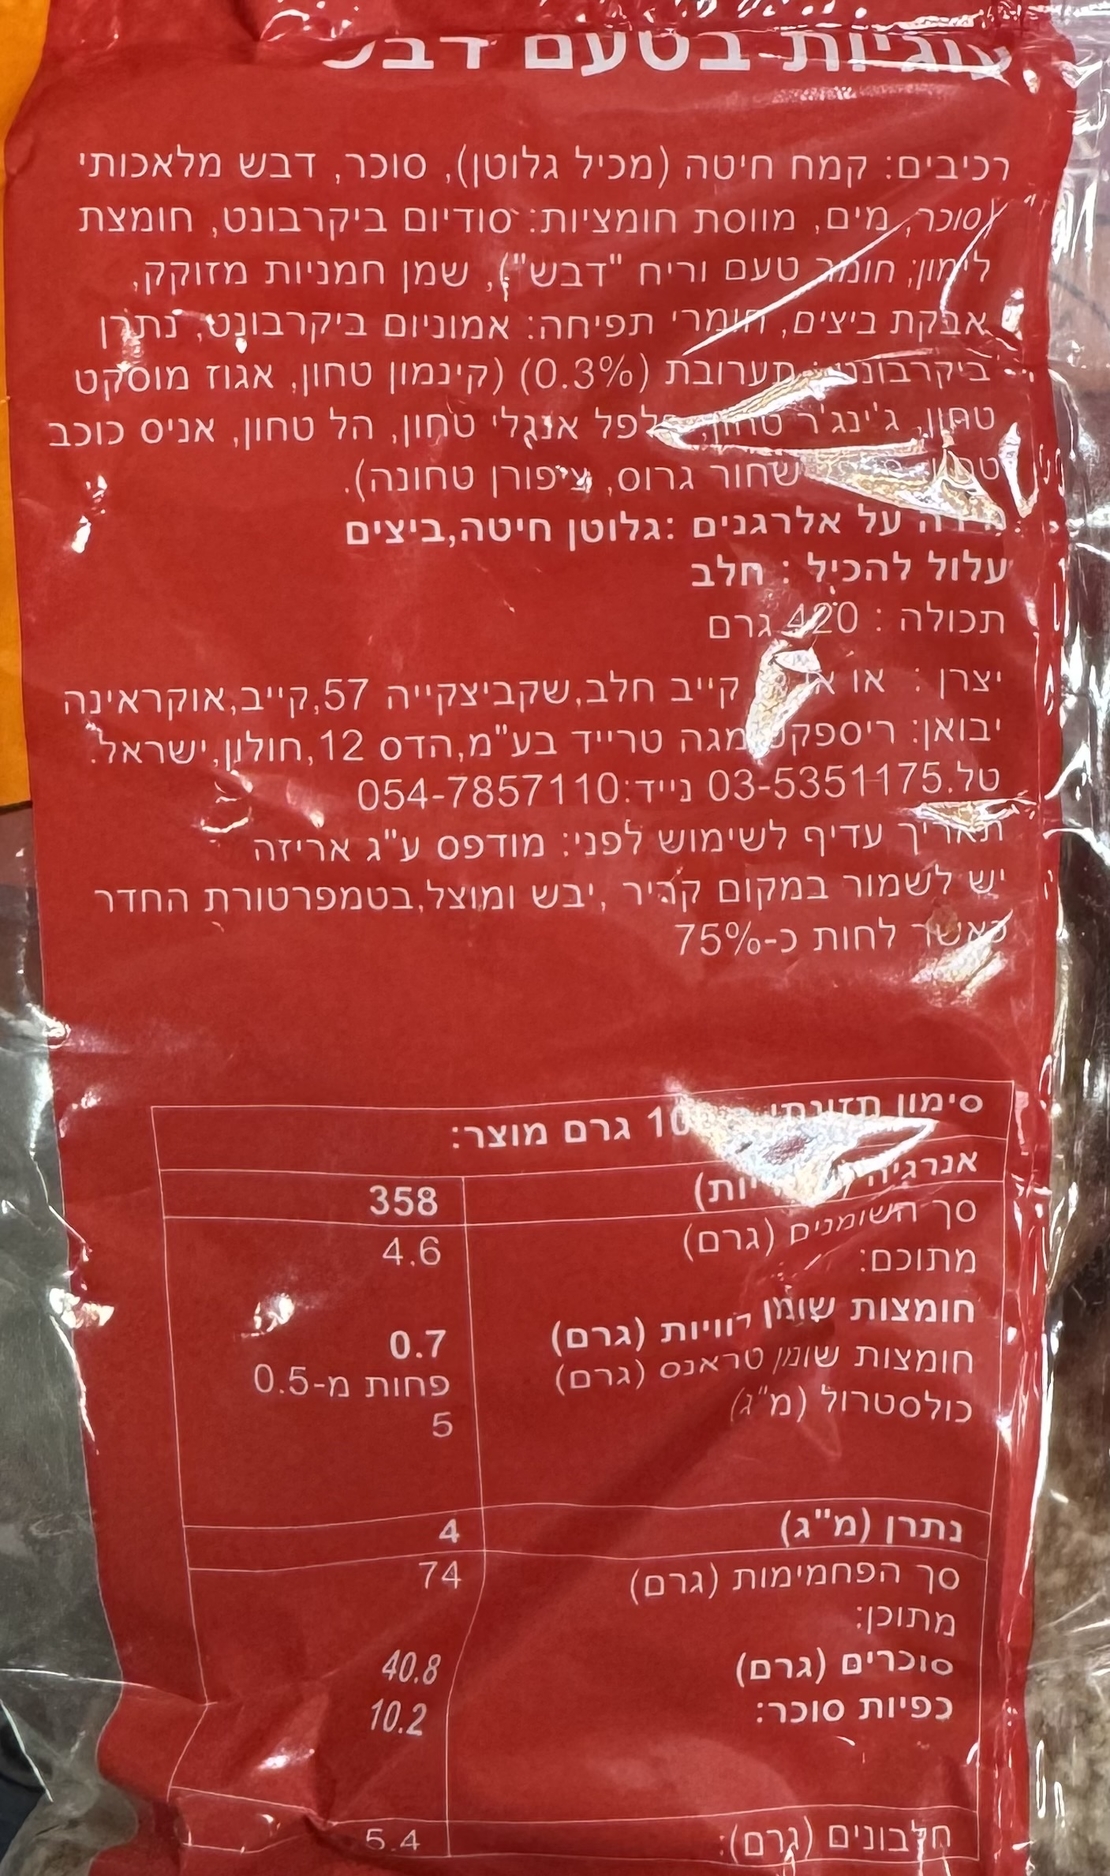 עוגיות-בטעם דבש
רכיבים: קמח חיטה (מכיל גלוטן), סוכר, דבש מלאכותי
(סוכר, מים, מווסת חומציות: סודיום ביקרבונט, חומצת
לימון; חומר טעם וריח "דבש"), שמן חמניות מזוקק,
אבקת ביצים, חומרי תפיחה: אמוניום ביקרבונט, נתרן
ביקרבונט; תערובת (0.3%) (קינמון טחון, אגוז מוסקט
טחון, ג'ינג'ר טחון, פלפל אנגלי טחון, הל טחון, אניס כוכב
שחור גרוס, ציפורן טחונה).
על אלרגנים :גלוטן חיטה,ביצים
עלול להכיל : חלב
תכולה : 420 גרם
יצרן : או קייב חלב,שקביצקייה 57,קייב,אוקראינה
יבואן: ריספקט מגה טרייד בע"מ,הדס 12,חולון,ישראל.
טל.03-5351175 נייד:054-7857110
תאריך עדיף לשימוש לפני: מודפס ע"ג אריזה
יש לשמור במקום קריר ,יבש ומוצל,בטמפרטורת החדר
כאשר לחות כ-75%
סימון תזונתי גרם מוצר:
אנרגיה 358
סך השומנים (גרם) 4.6
מתוכם:
חומצות שומן רוויות (גרם) 0.7
חומצות שומן טראנס (גרם) פחות מ-0.5
כולסטרול (מ"ג) 5
נתרן (מ"ג) 4
סך הפחמימות (גרם) 74
מתוכן:
סוכרים (גרם) 40.8
כפיות סוכר: 10.2
חלבונים (גרם): 5.4